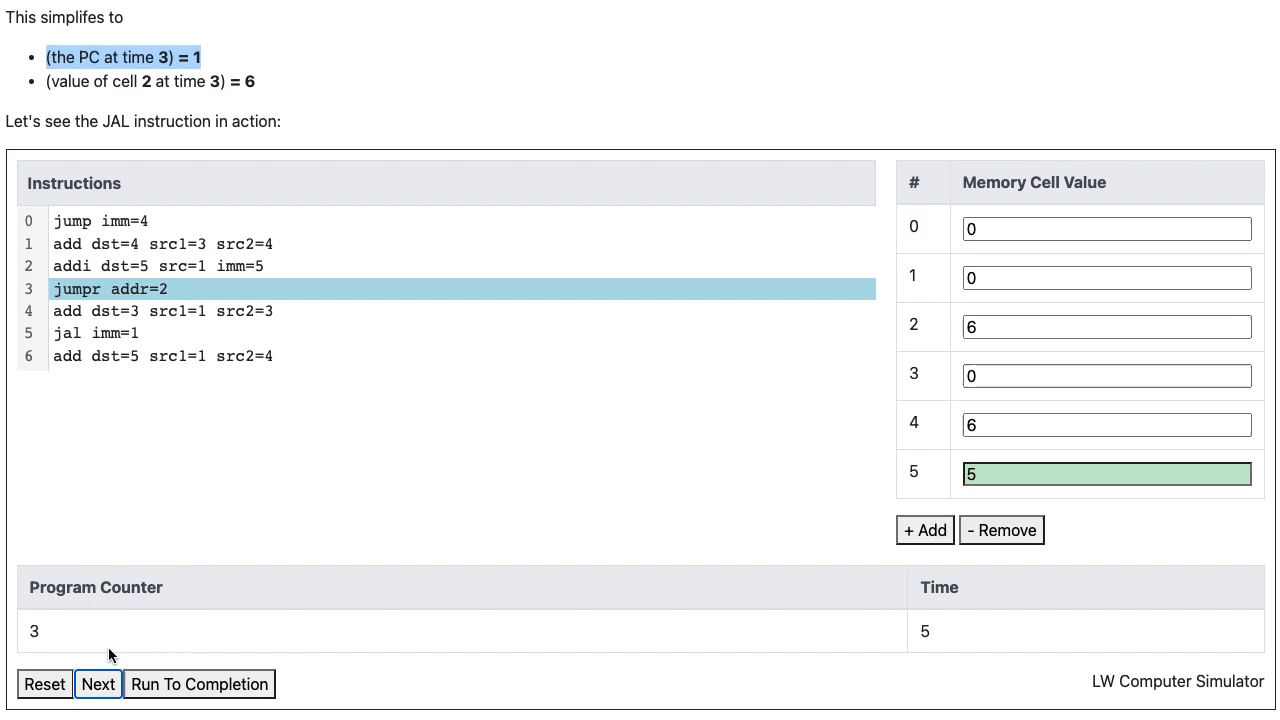 This simplifes to
• (the PC at time 3) = 1
• (value of cell 2 at time 3) = 6
Let's see the JAL instruction in action:
Instructions
0 jump imm=4
1 add dst=4 src1=3 src2=4
2 addi dst=5 src=1 imm=5
3 jumpr addr=2
4 add dst=3 src1=1 src2=3
5 jal imm=1
6 add dst=5 src1=1 src2=4
# Memory Cell Value
0 0
1 0
2 6
3 0
4 6
5 5
+ Add - Remove
Program Counter Time
3 5
Reset Next Run To Completion LW Computer Simulator